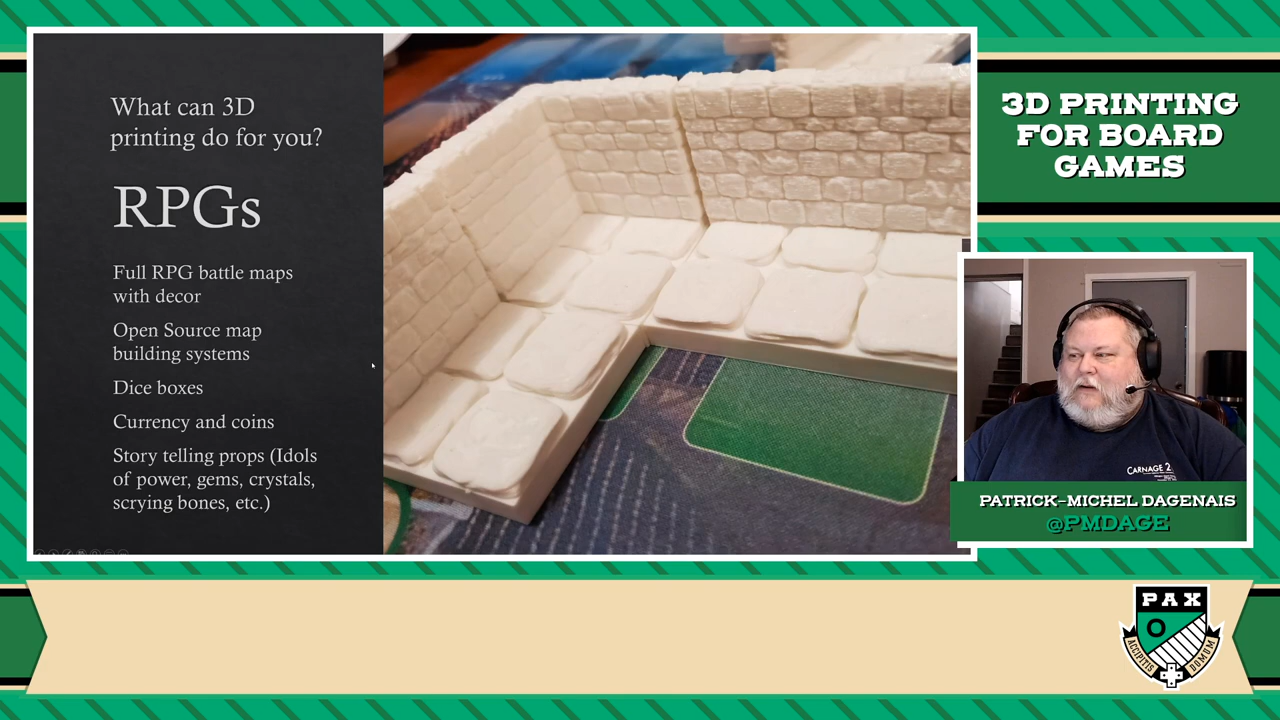 What can 3D
printing do for you?
RPGs
Full RPG battle maps
with decor
Open Source map
building systems
Dice boxes
Currency and coins
Story telling props (Idols
of power, gems, crystals,
scrying bones, etc.)
3D PRINTING
FOR BOARD
GAMES
CARNAGE 2
PATRICK-MICHEL DAGENAIS
@PMDAGE
PAX
O
ACCIPITIS DOMUM